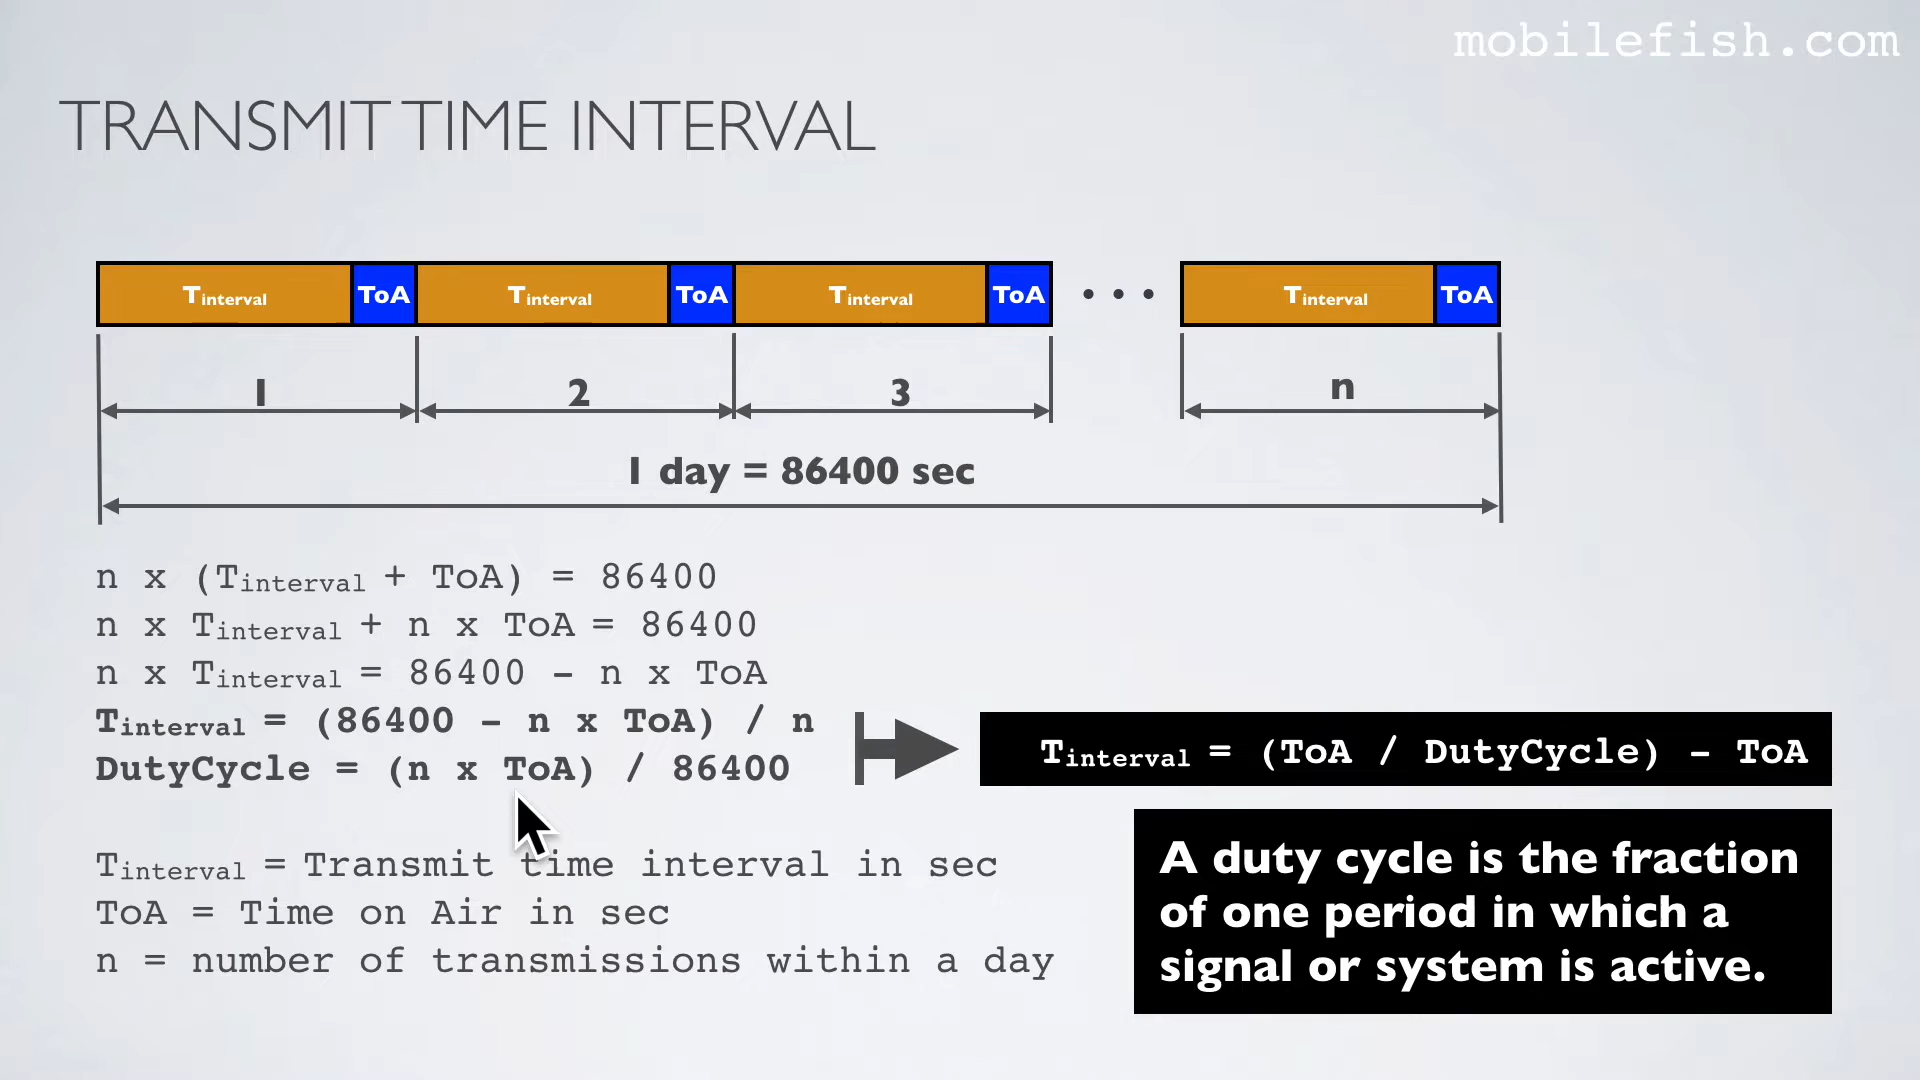 mobilefish.com
TRANSMIT TIME INTERVAL
Tinterval ToA Tinterval ToA Tinterval ToA • • • Tinterval ToA
1 2 3 n
1 day = 86400 sec
n x (Tinterval + ToA) = 86400
n x Tinterval + n x ToA = 86400
n x Tinterval = 86400 - n x ToA
Tinterval = (86400 - n x ToA) / n
DutyCycle = (n x ToA) / 86400
Tinterval = (ToA / DutyCycle) - ToA
Tinterval = Transmit time interval in sec
ToA = Time on Air in sec
n = number of transmissions within a day
A duty cycle is the fraction
of one period in which a
signal or system is active.